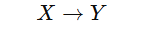 X → Y